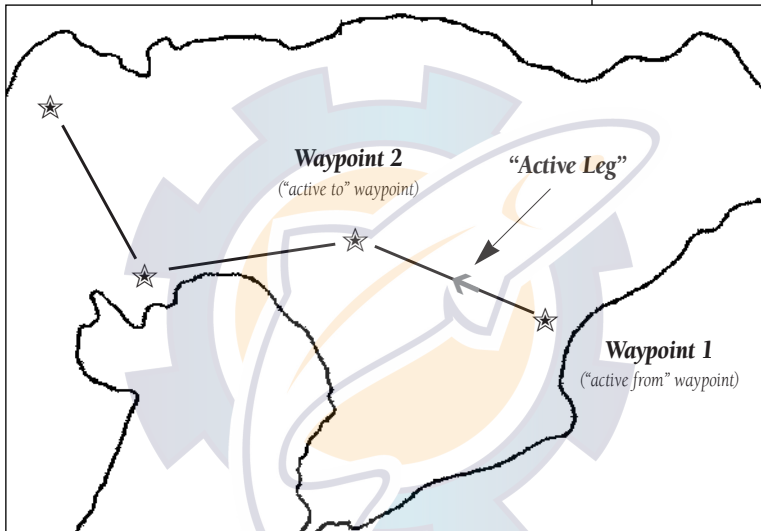 Waypoint 2
(“active to” waypoint)
“Active Leg”
Waypoint 1
(“active from” waypoint)